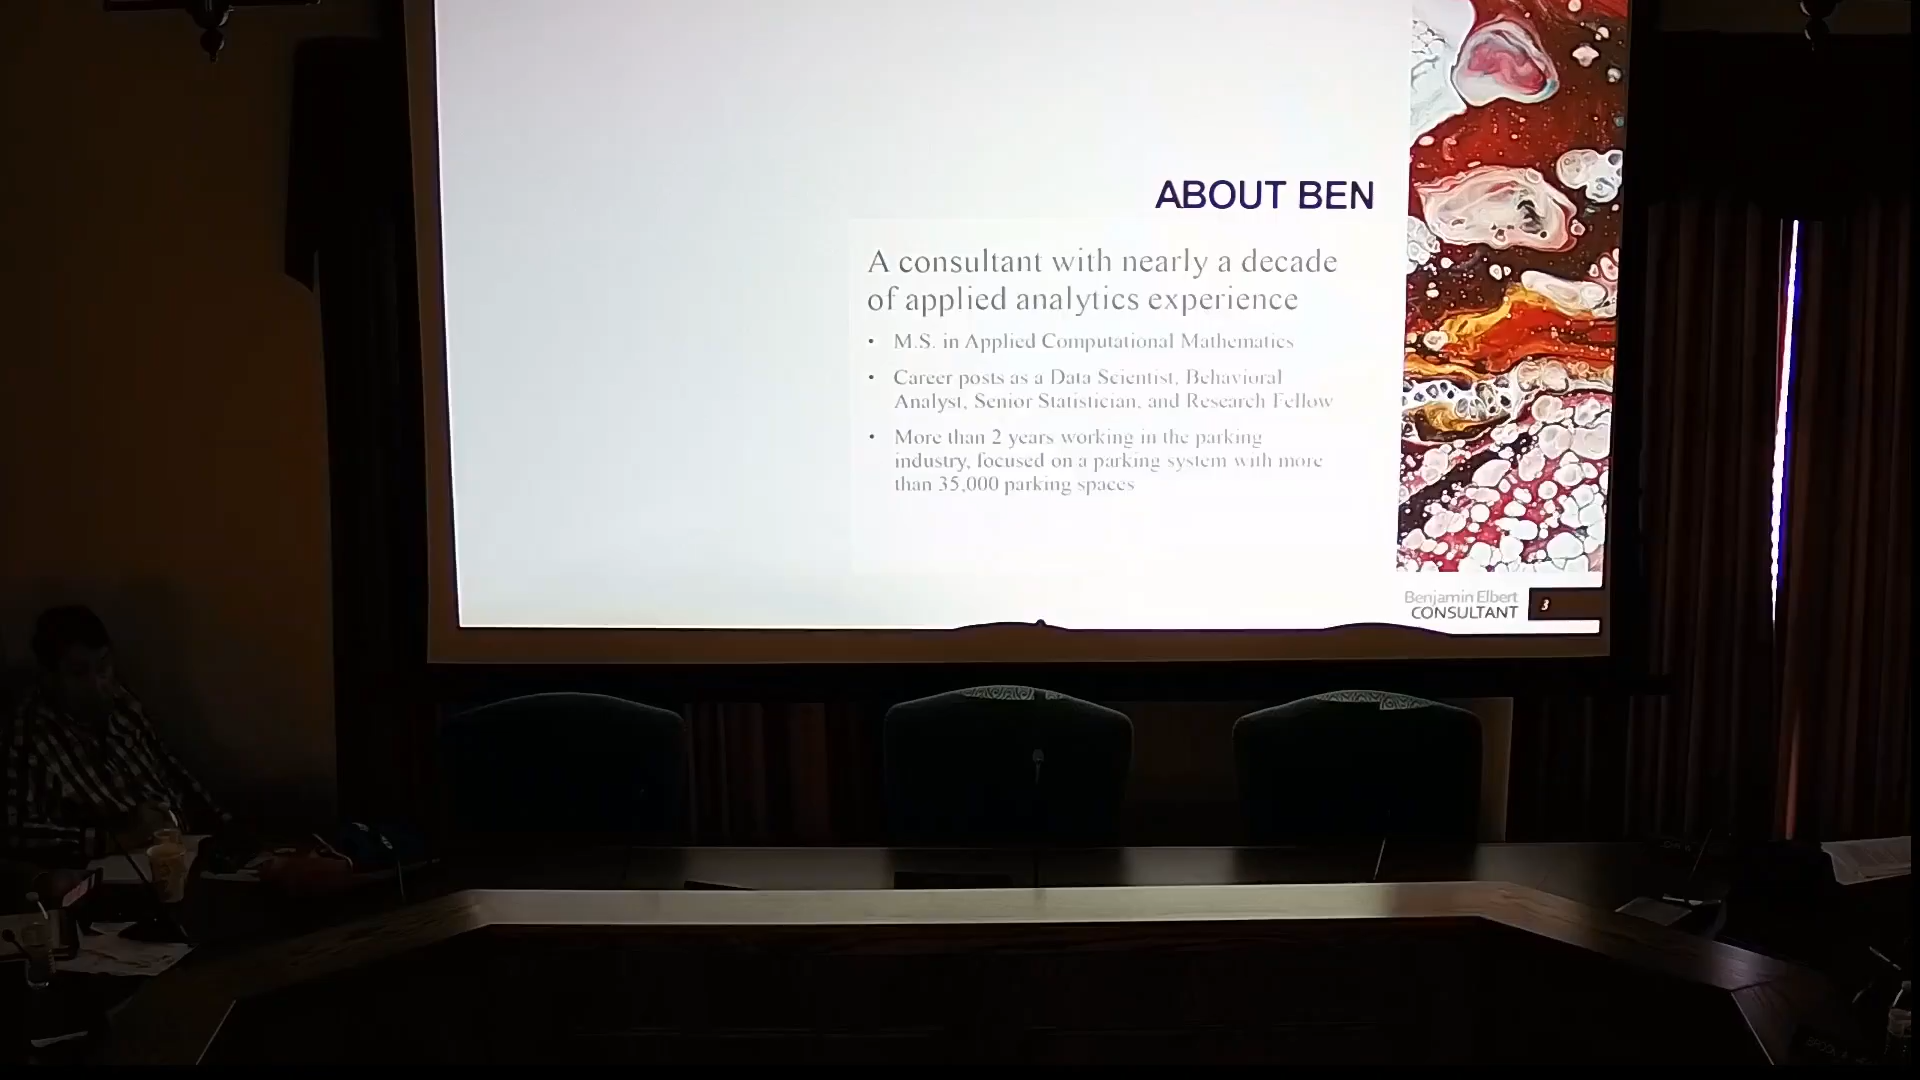 ABOUT BEN
A consultant with nearly a decade
of applied analytics experience
• M.S. in Applied Computational Mathematics
• Career posts as a Data Scientist, Behavioral
Analyst, Senior Statistician, and Research Fellow
• More than 2 years working in the parking
industry, focused on a parking system with more
than 35,000 parking spaces
Benjamin Elbert
CONSULTANT
3